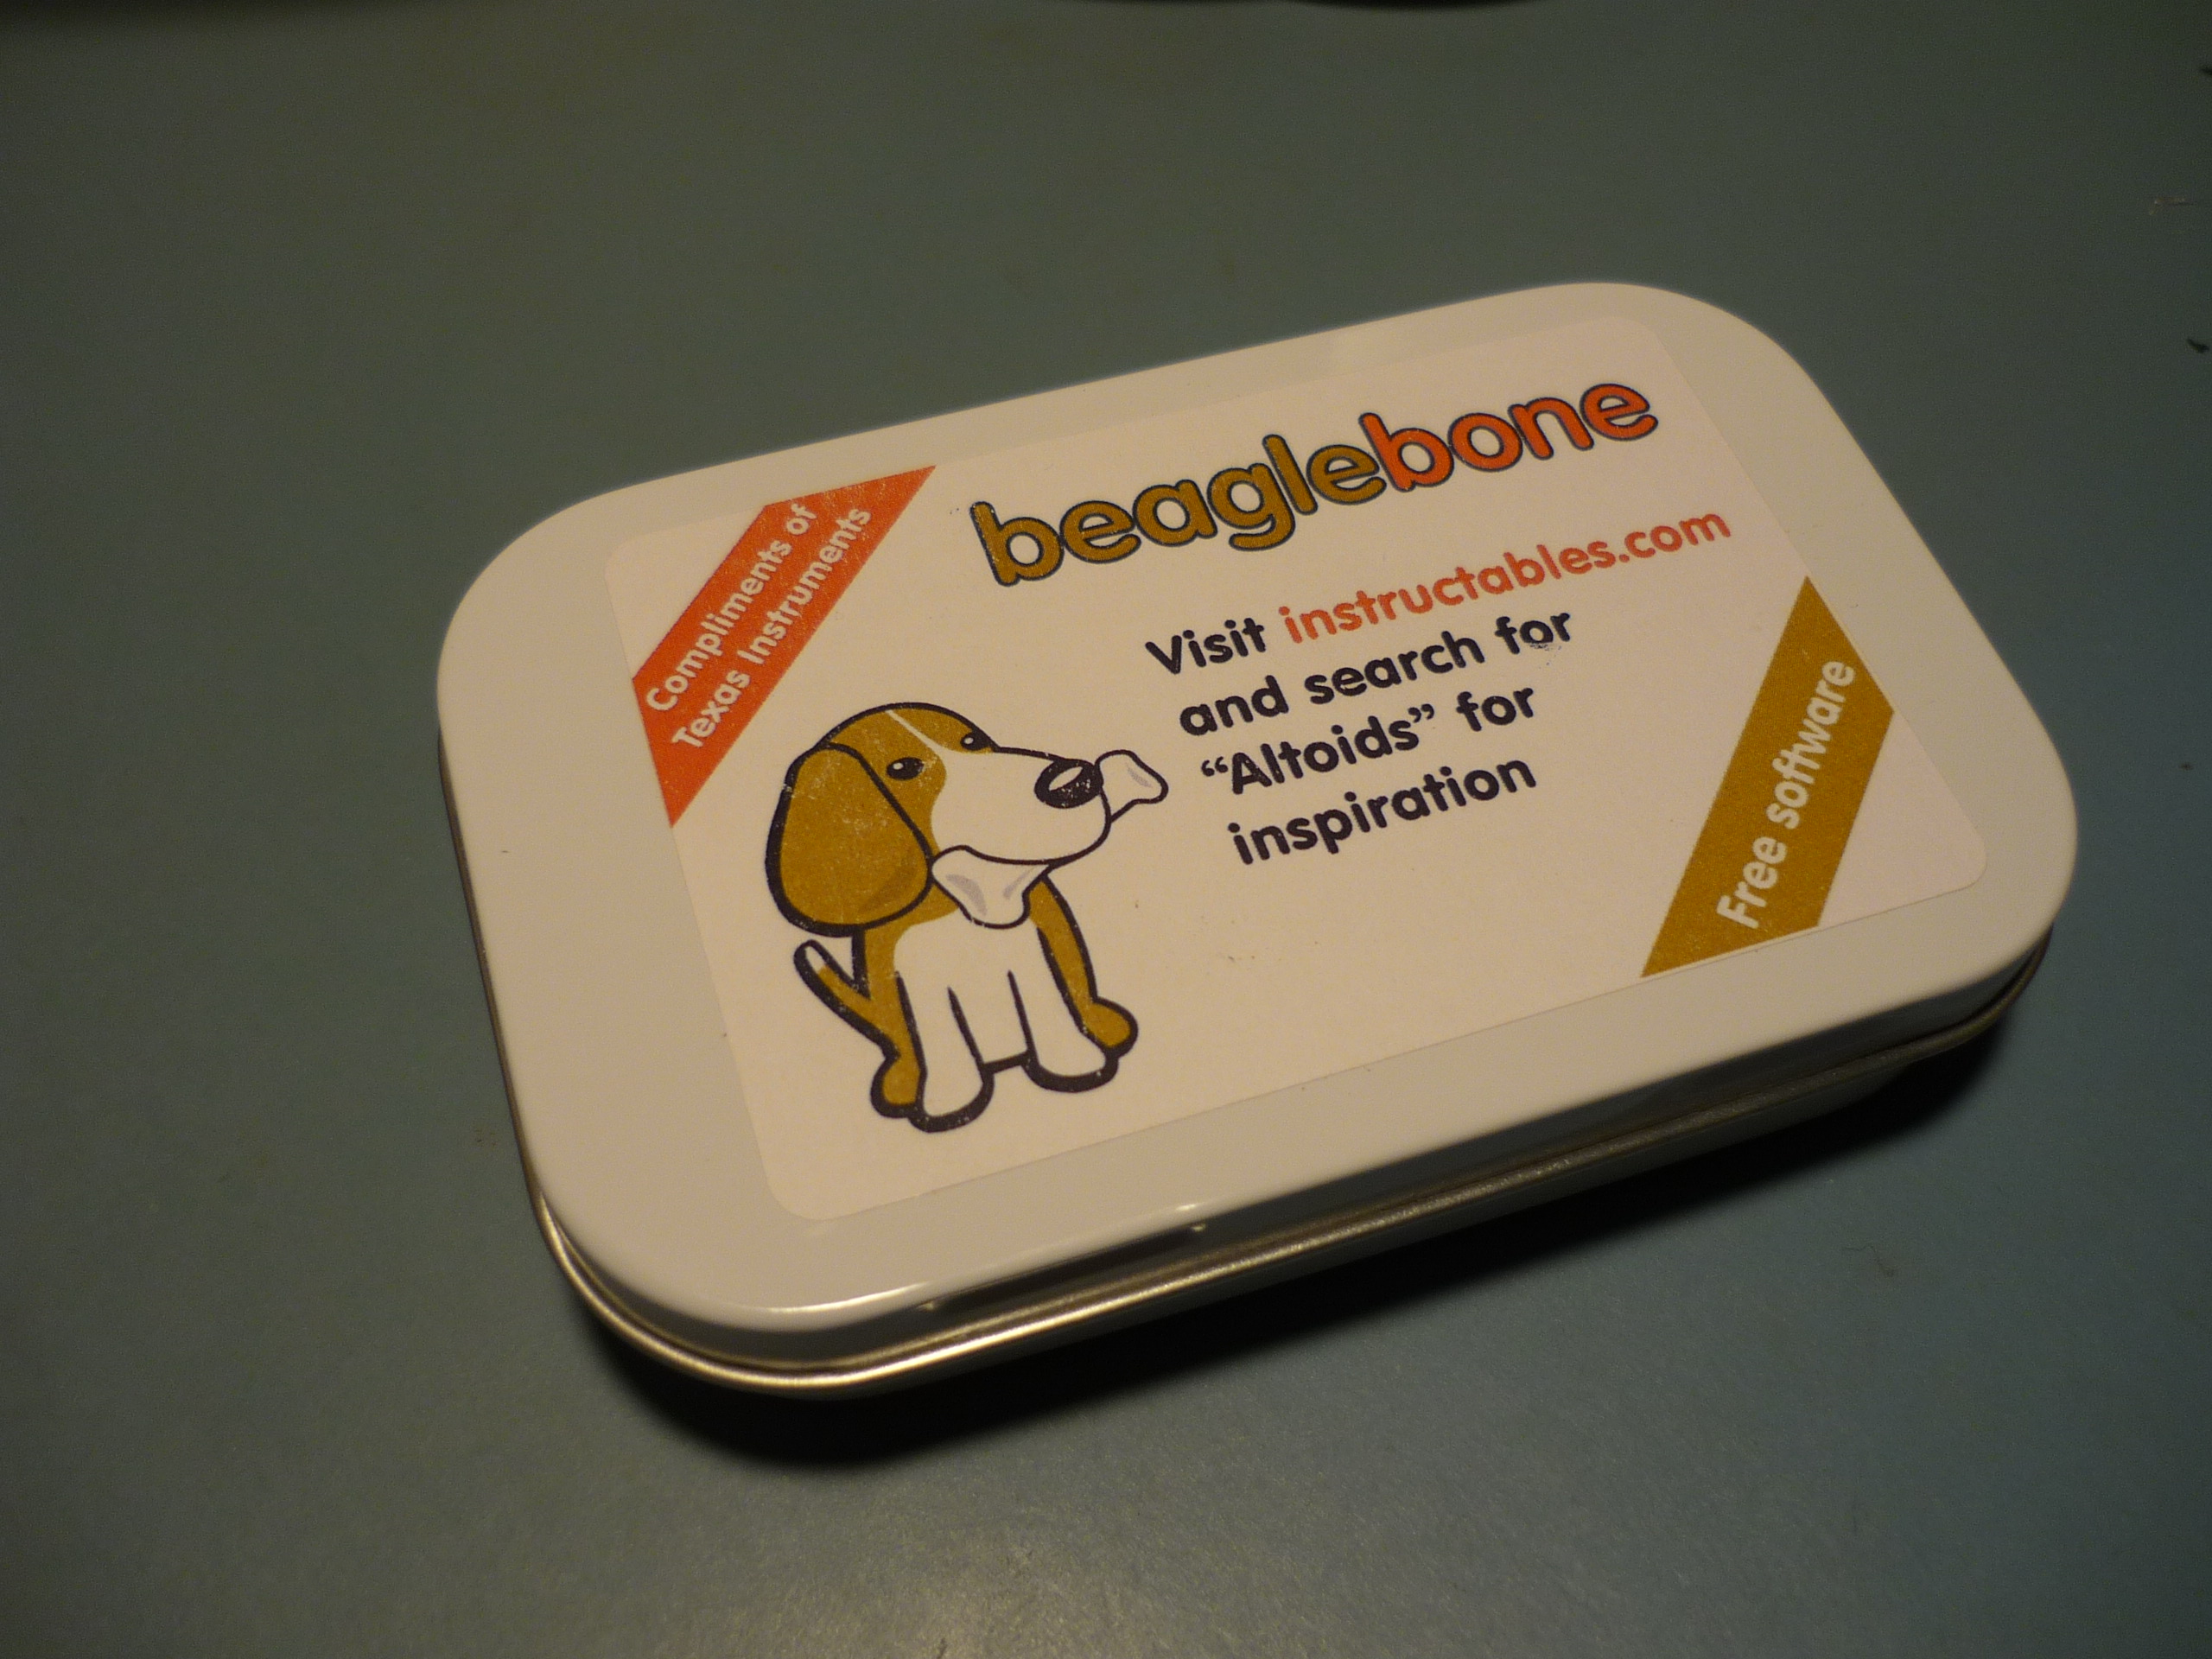 Compliments of
Texas Instruments
beaglebone
Visit instructables.com
and search for
“Altoids” for
inspiration
Free software